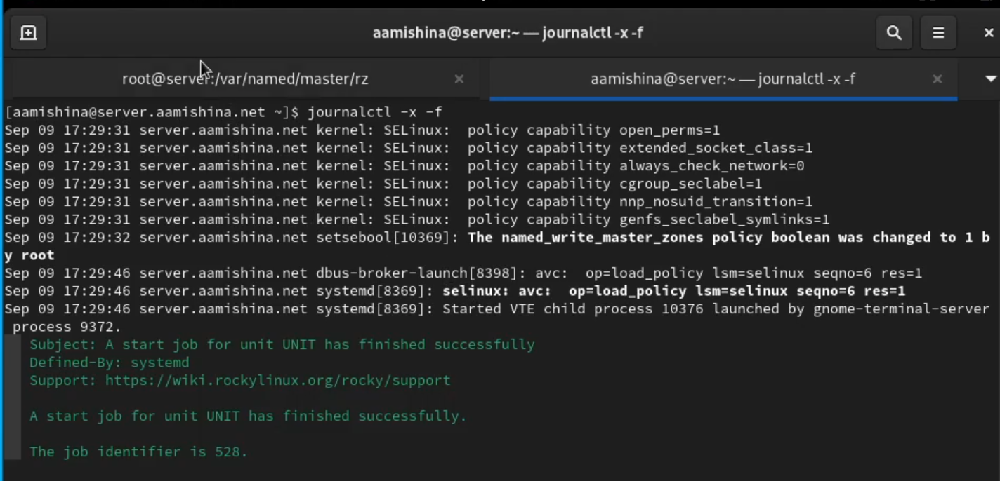 aamishina@server:~ — journalctl -x -f
root@server:/var/named/master/rz
aamishina@server:~ — journalctl -x -f
[aamishina@server.aamishina.net ~]$ journalctl -x -f
Sep 09 17:29:31 server.aamishina.net kernel: SELinux:  policy capability open_perms=1
Sep 09 17:29:31 server.aamishina.net kernel: SELinux:  policy capability extended_socket_class=1
Sep 09 17:29:31 server.aamishina.net kernel: SELinux:  policy capability always_check_network=0
Sep 09 17:29:31 server.aamishina.net kernel: SELinux:  policy capability cgroup_seclabel=1
Sep 09 17:29:31 server.aamishina.net kernel: SELinux:  policy capability nnp_nosuid_transition=1
Sep 09 17:29:31 server.aamishina.net kernel: SELinux:  policy capability genfs_seclabel_symlinks=1
Sep 09 17:29:32 server.aamishina.net setsebool[10369]: The named_write_master_zones policy boolean was changed to 1 b
y root
Sep 09 17:29:46 server.aamishina.net dbus-broker-launch[8398]: avc:  op=load_policy lsm=selinux seqno=6 res=1
Sep 09 17:29:46 server.aamishina.net systemd[8369]: selinux: avc:  op=load_policy lsm=selinux seqno=6 res=1
Sep 09 17:29:46 server.aamishina.net systemd[8369]: Started VTE child process 10376 launched by gnome-terminal-server
 process 9372.
Subject: A start job for unit UNIT has finished successfully
Defined-By: systemd
Support: https://wiki.rockylinux.org/rocky/support
A start job for unit UNIT has finished successfully.
The job identifier is 528.